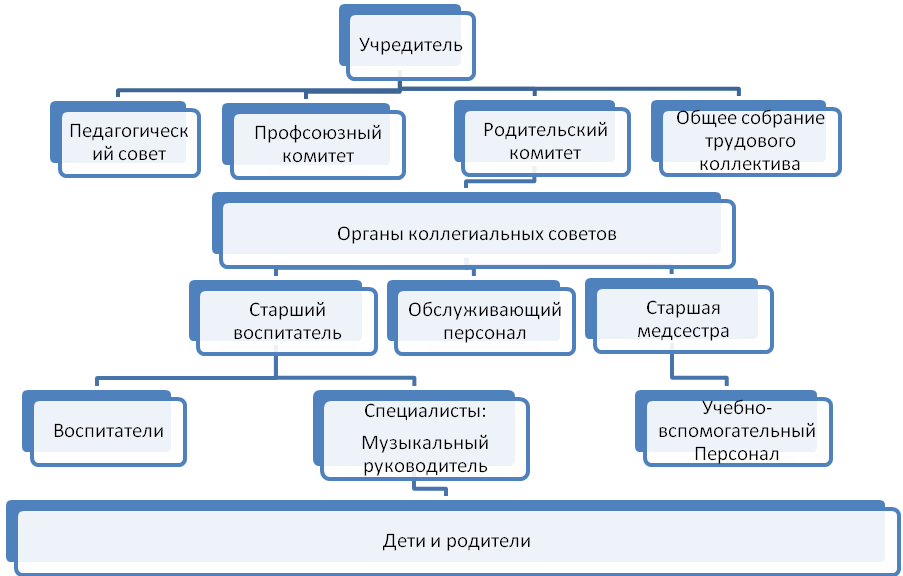 Учредитель
Педагогическ
ий совет
Профсоюзный
комитет
Родительский
комитет
Общее собрание
трудового
коллектива
Органы коллегиальных советов
Старший
воспитатель
Обслуживающий
персонал
Старшая
медсестра
Воспитатели
Специалисты:
Музыкальный
руководитель
Учебно-
вспомогательный
Персонал
Дети и родители